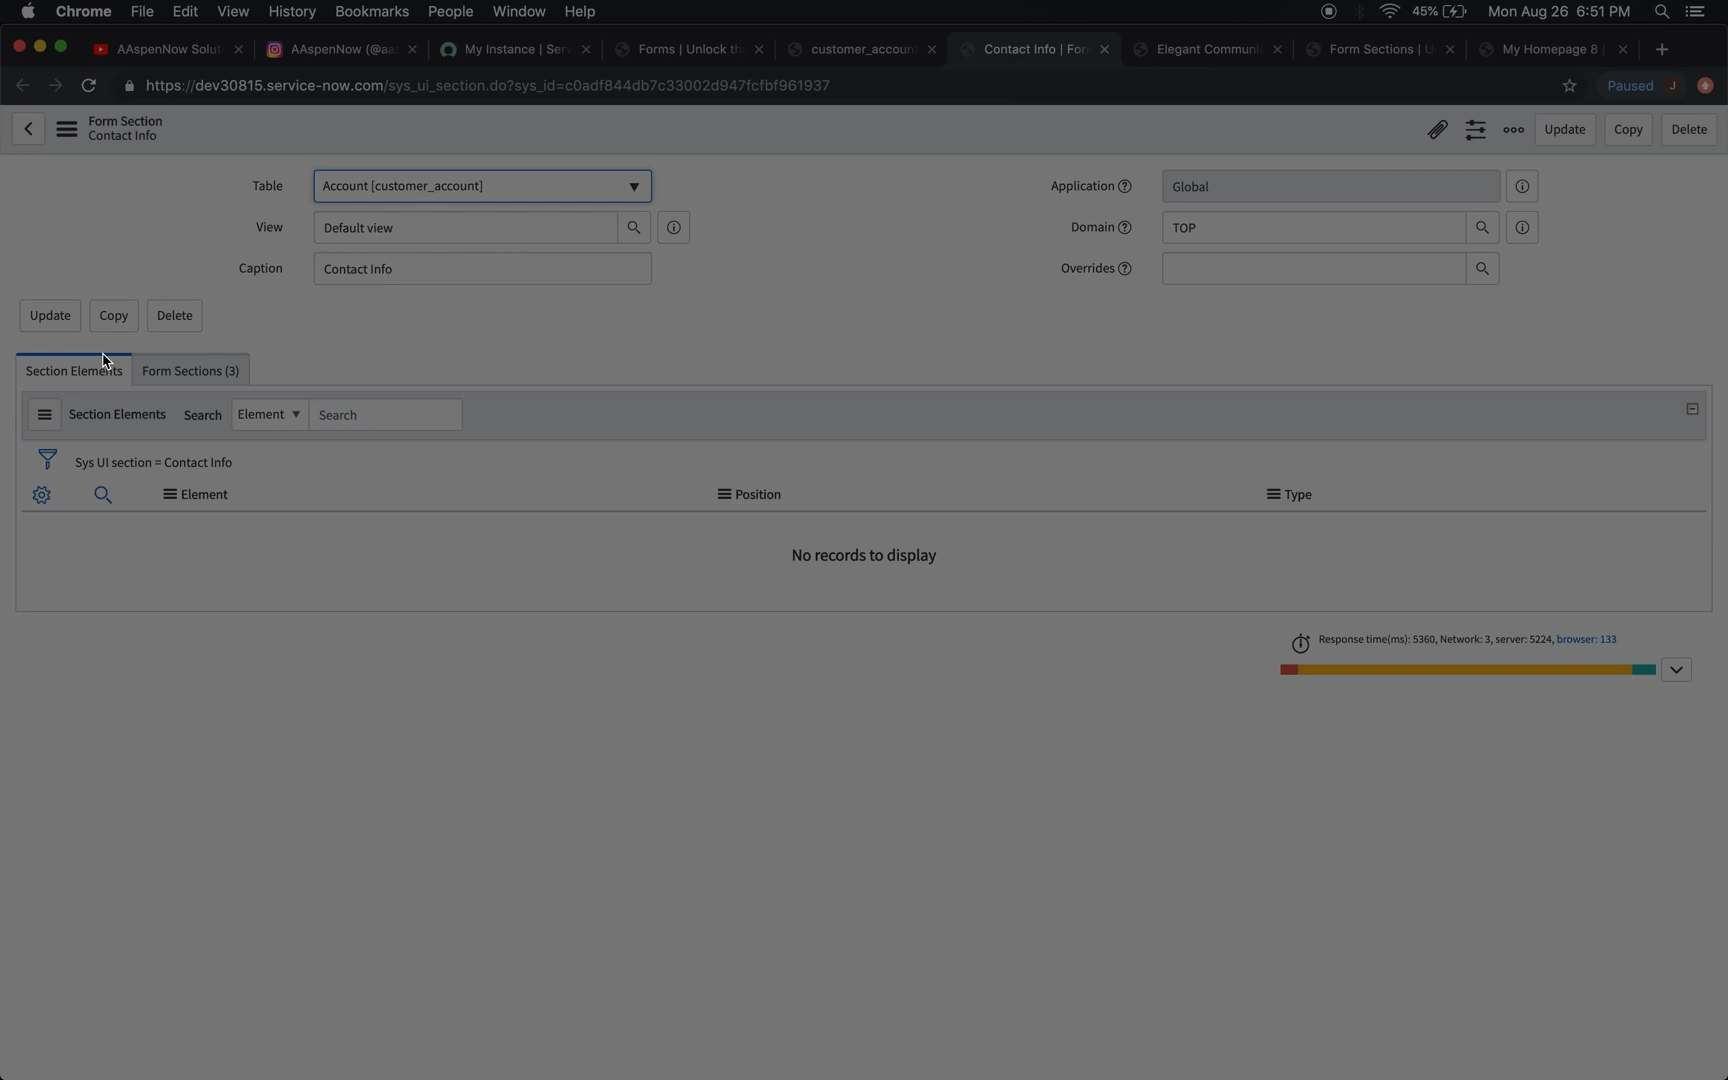 Chrome File Edit View History Bookmarks People Window Help 45% Mon Aug 26 6:51 PM
AAspenNow Solut AAspenNow (@aa My Instance | Ser Forms | Unlock th customer_account Contact Info | For Elegant Communi Form Sections | U My Homepage 8 |
https://dev30815.service-now.com/sys_ui_section.do?sys_id=c0adf844db7c33002d947fcfbf961937 Paused J
Form Section
Contact Info
Update Copy Delete
Table Account [customer_account] Application Global
View Default view Domain TOP
Caption Contact Info Overrides
Update Copy Delete
Section Elements Form Sections (3)
Section Elements Search Element Search
Sys UI section = Contact Info
Element Position Type
No records to display
Response time(ms): 5360, Network: 3, server: 5224, browser: 133